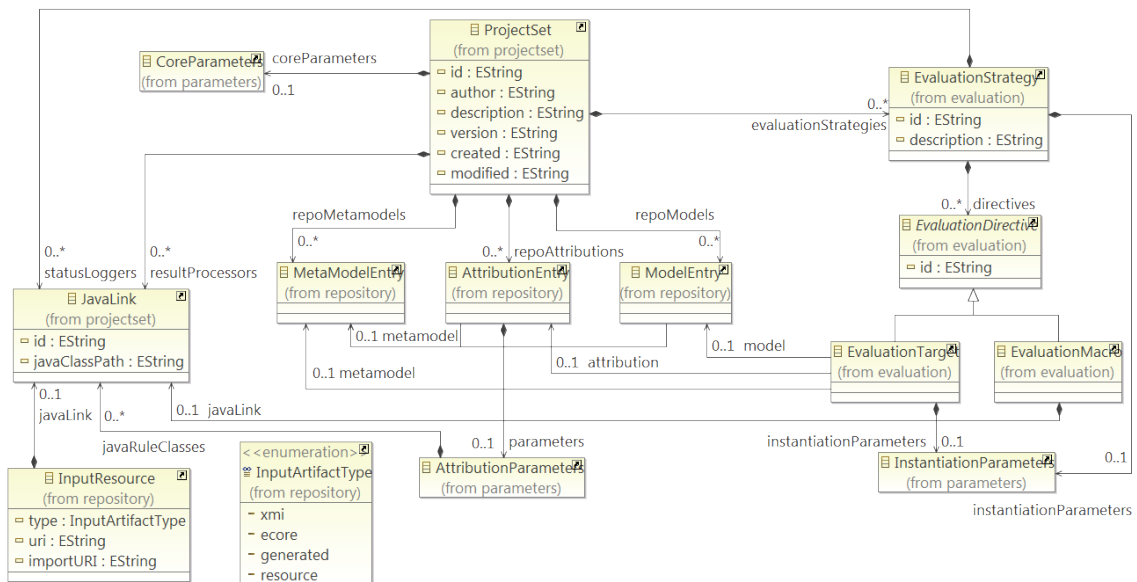 ProjectSet
(from projectset)
id : EString
author : EString
description : EString
version : EString
created : EString
modified : EString
CoreParameters
(from parameters)
coreParameters
0..1
EvaluationStrategy
(from evaluation)
id : EString
description : EString
0..*
evaluationStrategies
0..*
directives
EvaluationDirective
(from evaluation)
id : EString
repoMetamodels
0..*
0..*
repoAttributions
repoModels
0..*
0..*
statusLoggers
0..*
resultProcessors
MetaModelEntry
(from repository)
AttributionEntry
(from repository)
ModelEntry
(from repository)
JavaLink
(from projectset)
id : EString
javaClassPath : EString
0..1 metamodel
0..1 model
0..1 attribution
0..1 metamodel
EvaluationTarget
(from evaluation)
EvaluationMacro
(from evaluation)
0..1
javaLink
0..*
javaRuleClasses
0..1 javaLink
0..1
parameters
instantiationParameters
0..1
0..1
instantiationParameters
AttributionParameters
(from parameters)
InstantiationParameters
(from parameters)
InputResource
(from repository)
type : InputArtifactType
uri : EString
importURI : EString
<<enumeration>>
InputArtifactType
(from repository)
xmi
ecore
generated
resource